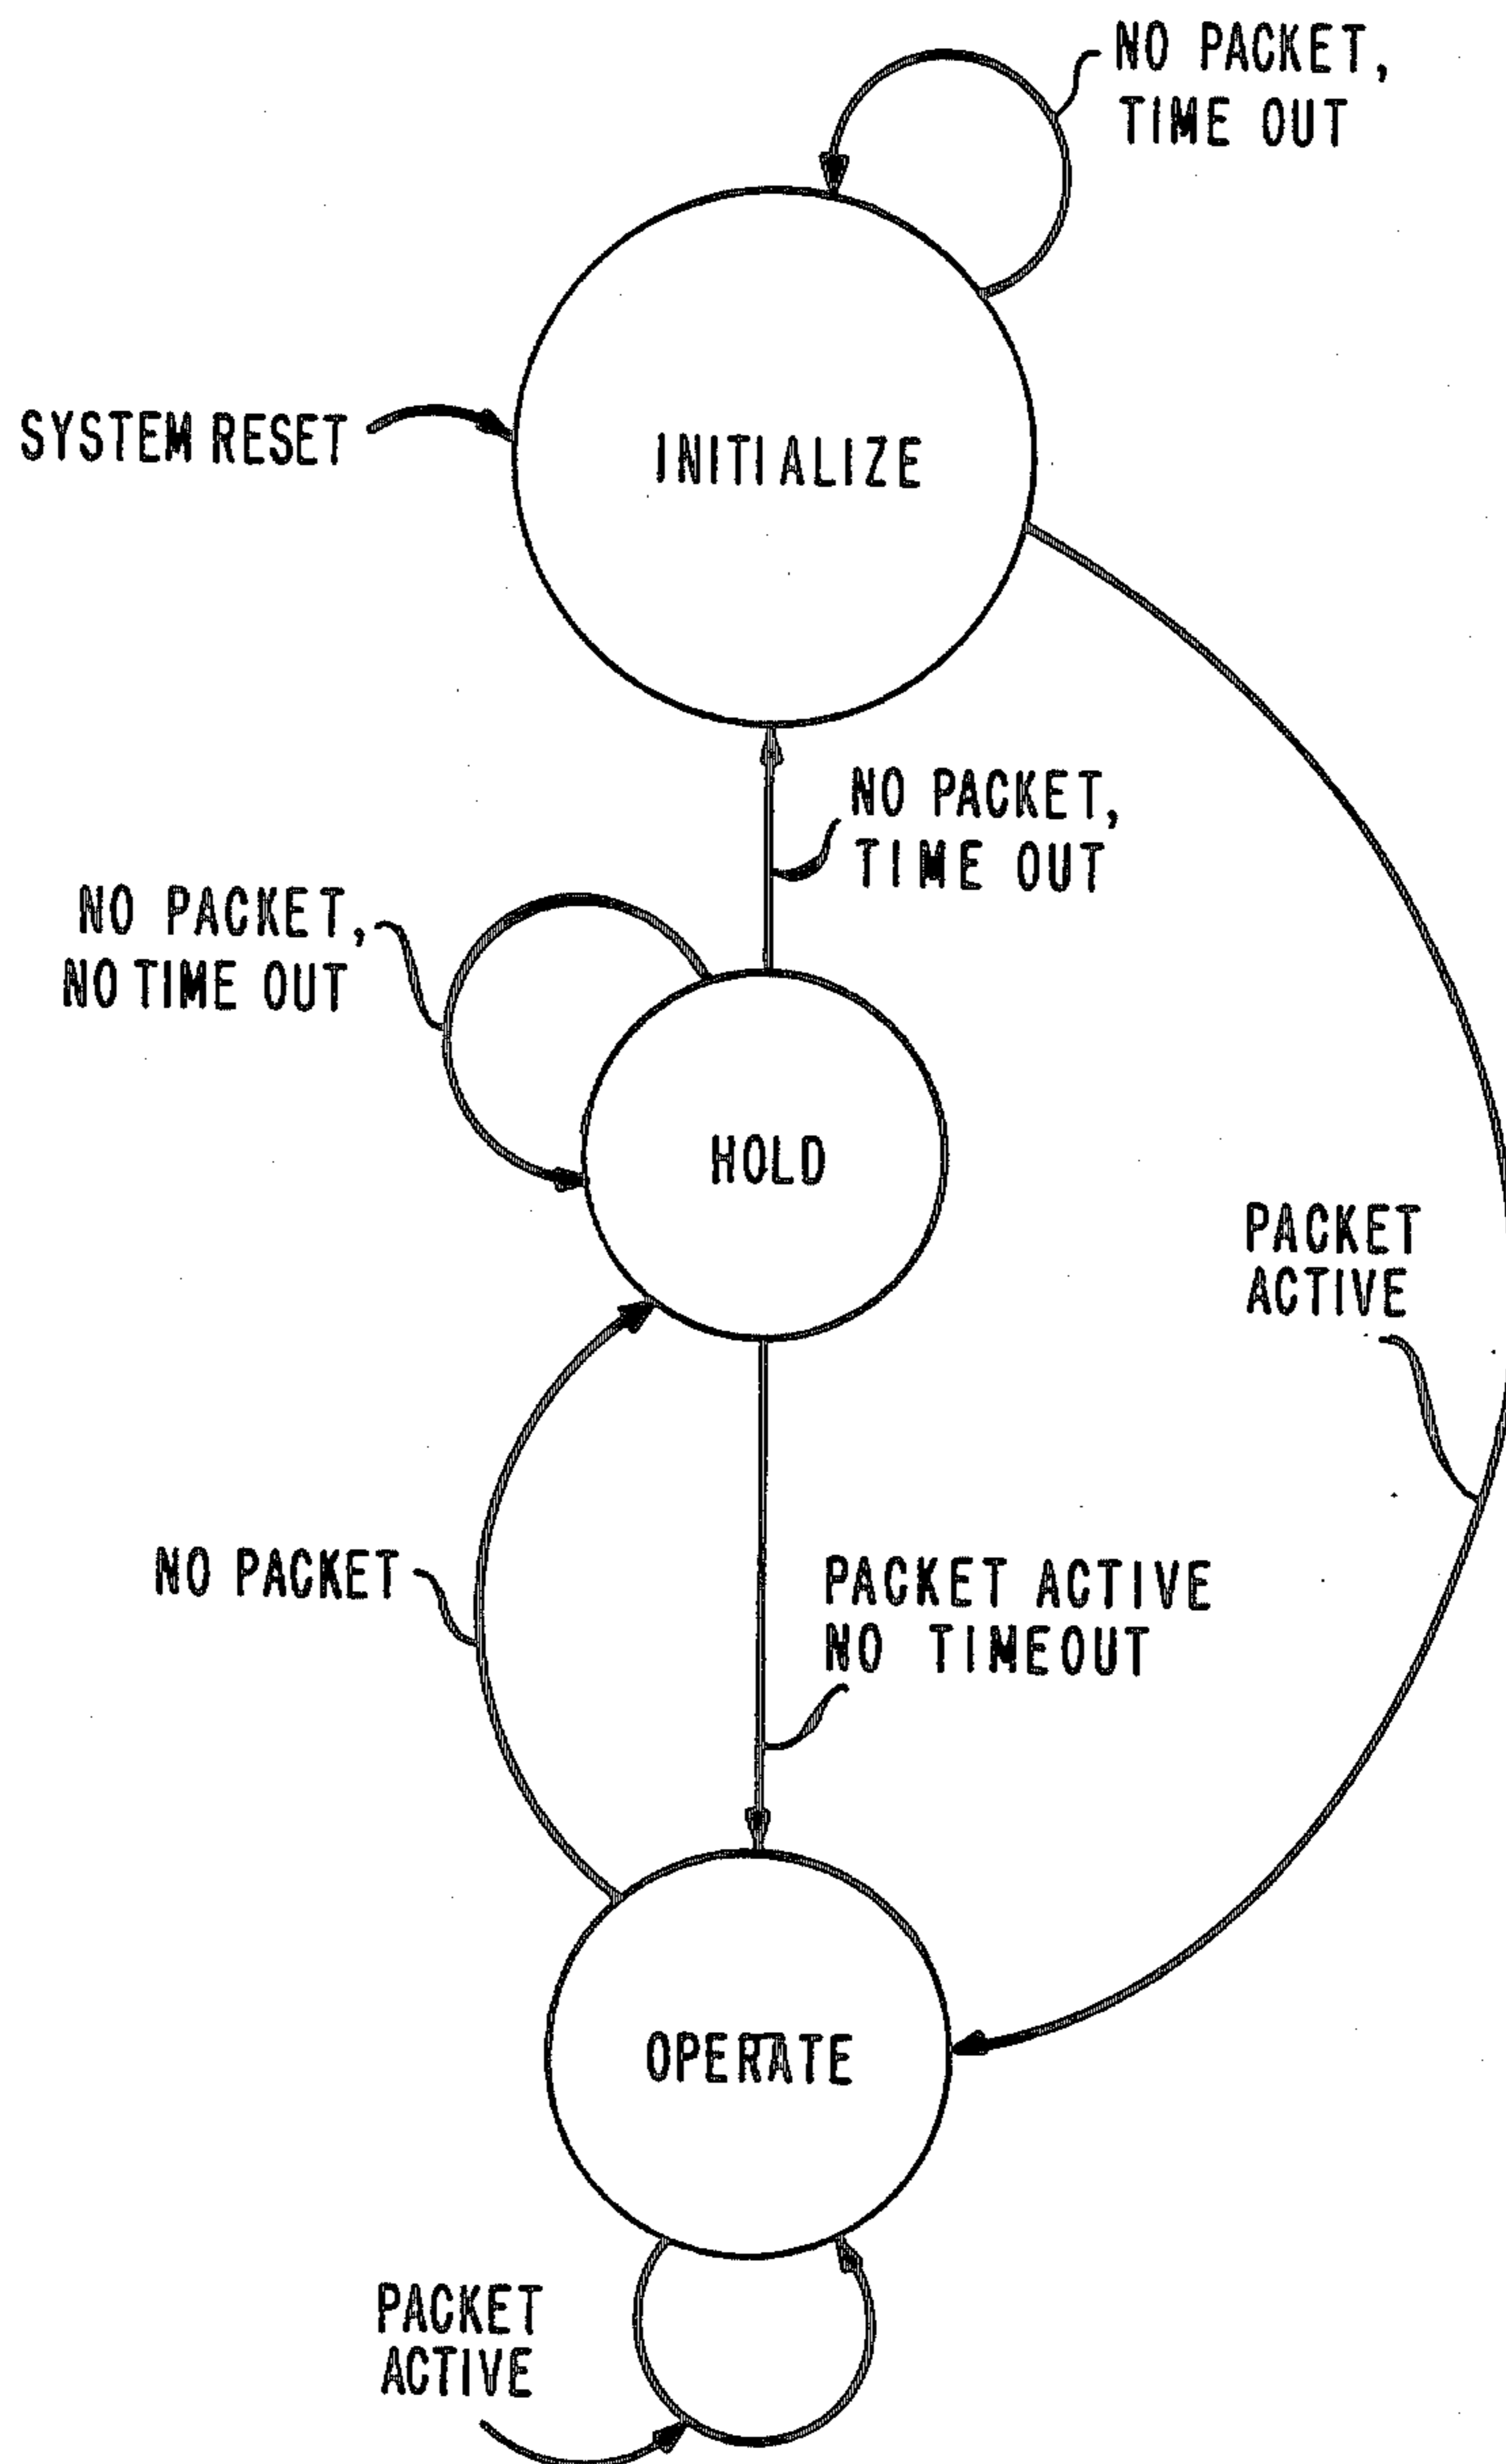 NO PACKET,
TIME OUT
SYSTEM RESET
INITIALIZE
NO PACKET,
TIME OUT
NO PACKET,
NO TIME OUT
HOLD
PACKET
ACTIVE
NO PACKET
PACKET ACTIVE
NO TIMEOUT
OPERATE
PACKET
ACTIVE